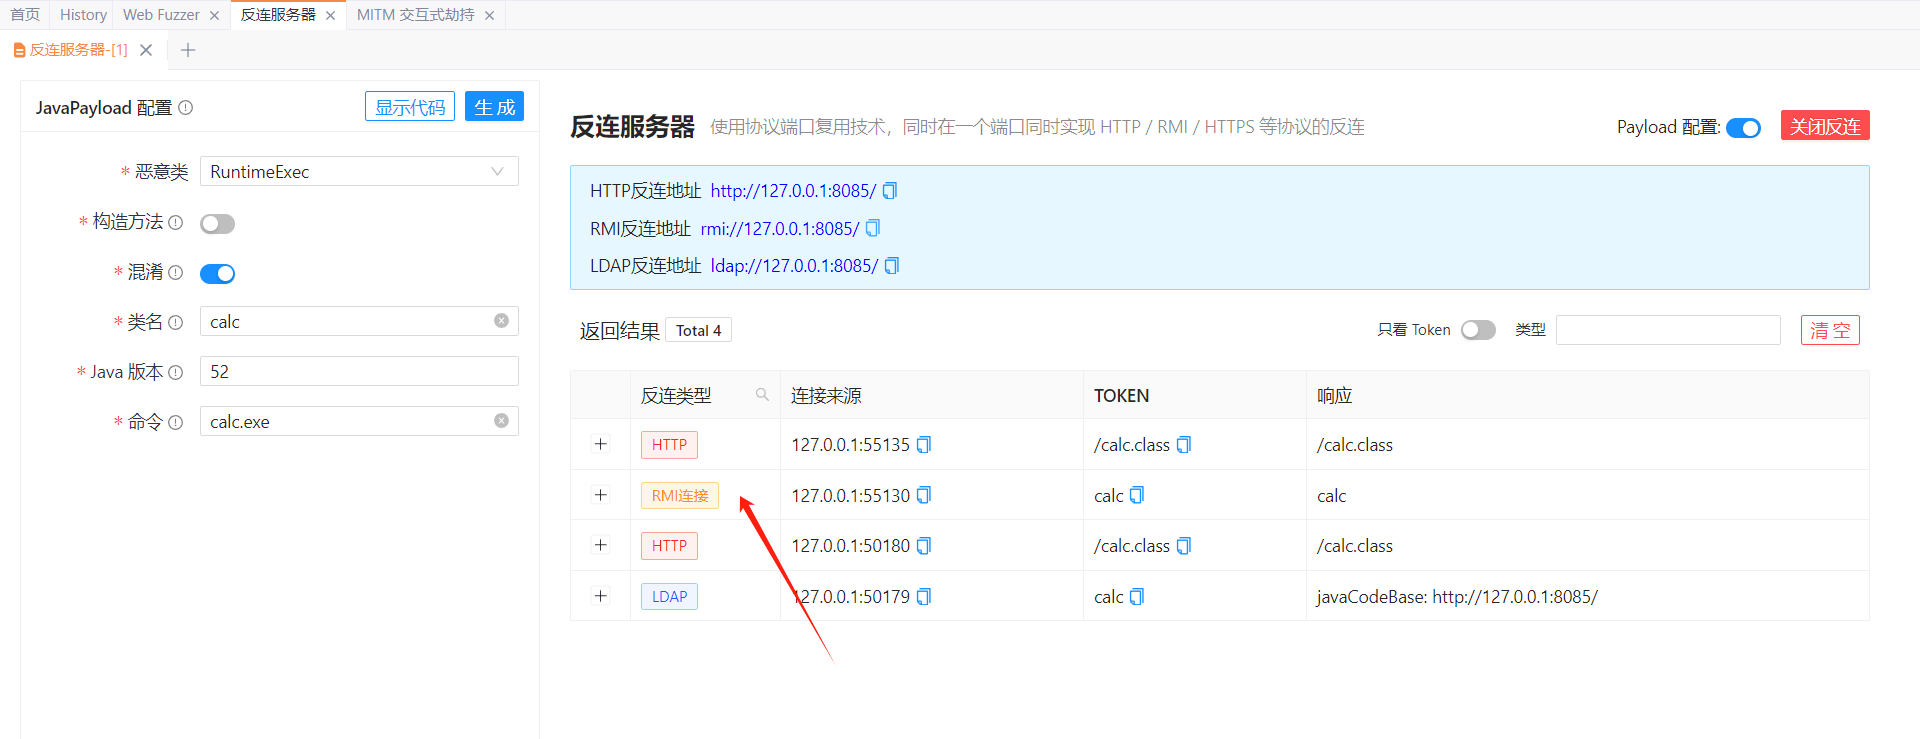 首页 History Web Fuzzer 反连服务器 MITM 交互式劫持
反连服务器-[1]
JavaPayload 配置 显示代码 生 成
* 恶意类 RuntimeExec
* 构造方法
* 混淆
* 类名 calc
* Java 版本 52
* 命令 calc.exe
反连服务器 使用协议端口复用技术，同时在一个端口同时实现 HTTP / RMI / HTTPS 等协议的反连 Payload 配置: 关闭反连
HTTP反连地址 http://127.0.0.1:8085/
RMI反连地址 rmi://127.0.0.1:8085/
LDAP反连地址 ldap://127.0.0.1:8085/
返回结果 Total 4 只看 Token 类型 清 空
反连类型 连接来源 TOKEN 响应
HTTP 127.0.0.1:55135 /calc.class /calc.class
RMI连接 127.0.0.1:55130 calc calc
HTTP 127.0.0.1:50180 /calc.class /calc.class
LDAP 127.0.0.1:50179 calc javaCodeBase: http://127.0.0.1:8085/